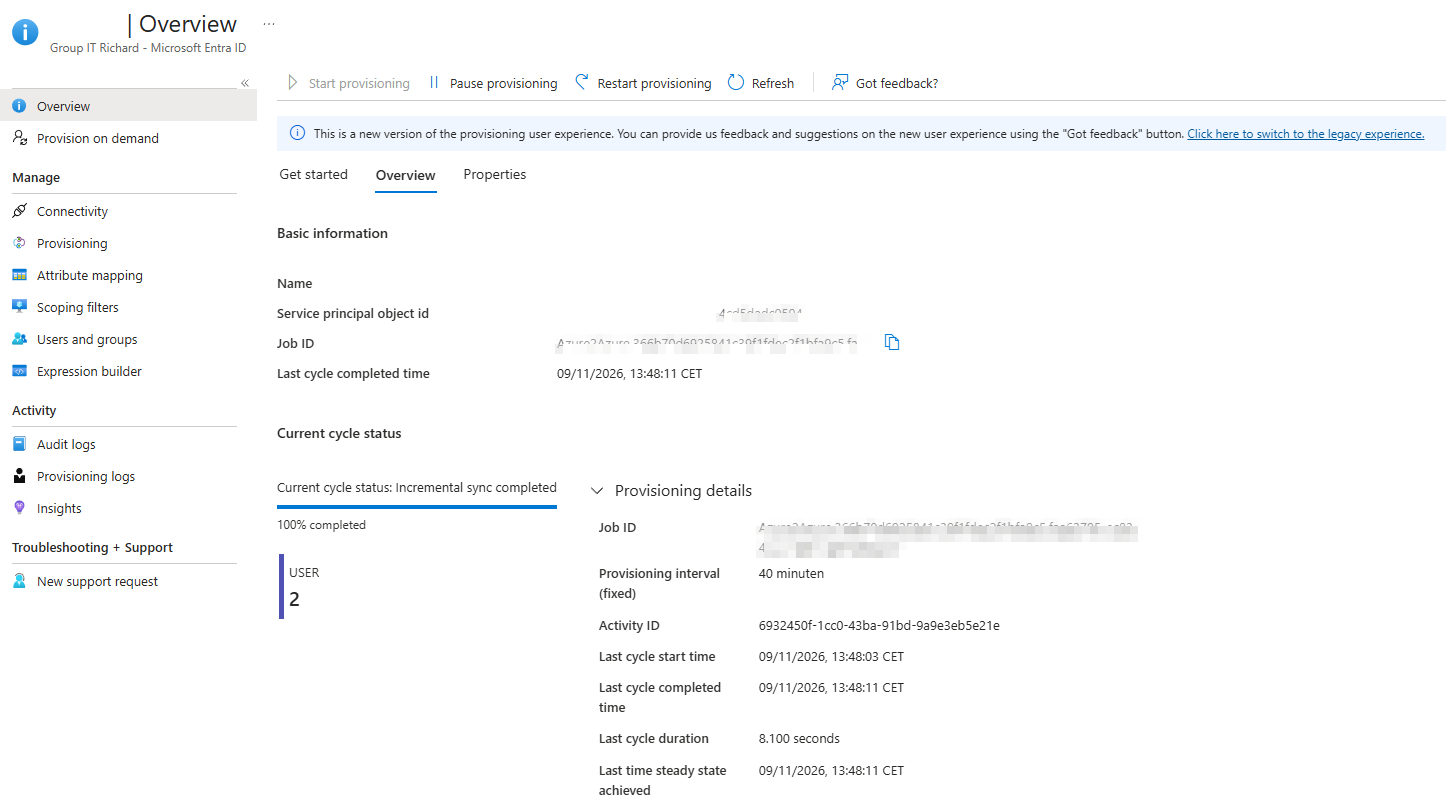 | Overview ...
Group IT Richard - Microsoft Entra ID
«
Start provisioning Pause provisioning Restart provisioning Refresh Got feedback?
Overview
Provision on demand
Manage
Connectivity
Provisioning
Attribute mapping
Scoping filters
Users and groups
Expression builder
Activity
Audit logs
Provisioning logs
Insights
Troubleshooting + Support
New support request
This is a new version of the provisioning user experience. You can provide us feedback and suggestions on the new user experience using the "Got feedback" button. Click here to switch to the legacy experience.
Get started Overview Properties
Basic information
Name
Service principal object id
Job ID
Last cycle completed time 09/11/2026, 13:48:11 CET
Current cycle status
Current cycle status: Incremental sync completed
100% completed
USER
2
Provisioning details
Job ID
Provisioning interval
(fixed)
40 minuten
Activity ID 6932450f-1cc0-43ba-91bd-9a9e3eb5e21e
Last cycle start time 09/11/2026, 13:48:03 CET
Last cycle completed
time
09/11/2026, 13:48:11 CET
Last cycle duration 8.100 seconds
Last time steady state
achieved
09/11/2026, 13:48:11 CET